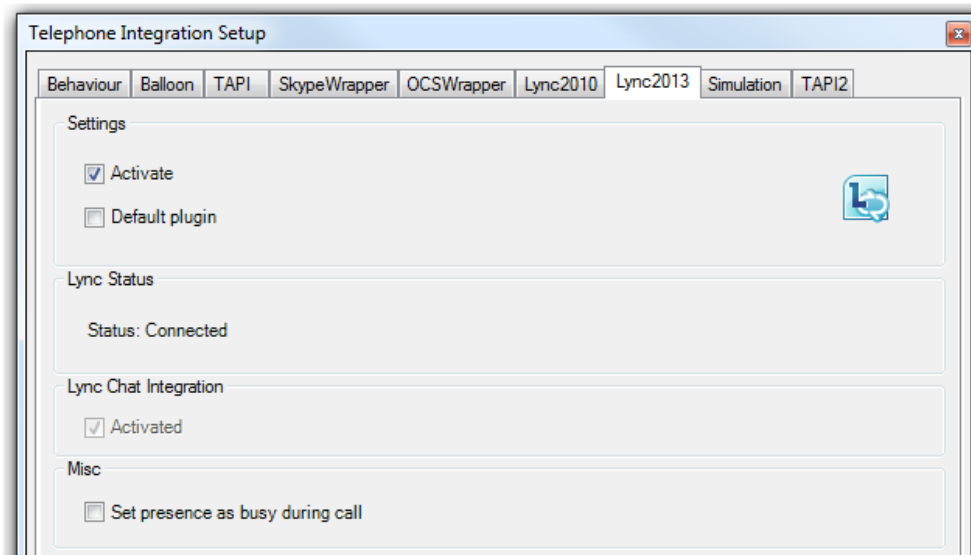 Telephone Integration Setup
Behaviour Balloon TAPI SkypeWrapper OCSWrapper Lync2010 Lync2013 Simulation TAPI2
Settings
Activate
Default plugin
Lync Status
Status: Connected
Lync Chat Integration
Activated
Misc
Set presence as busy during call